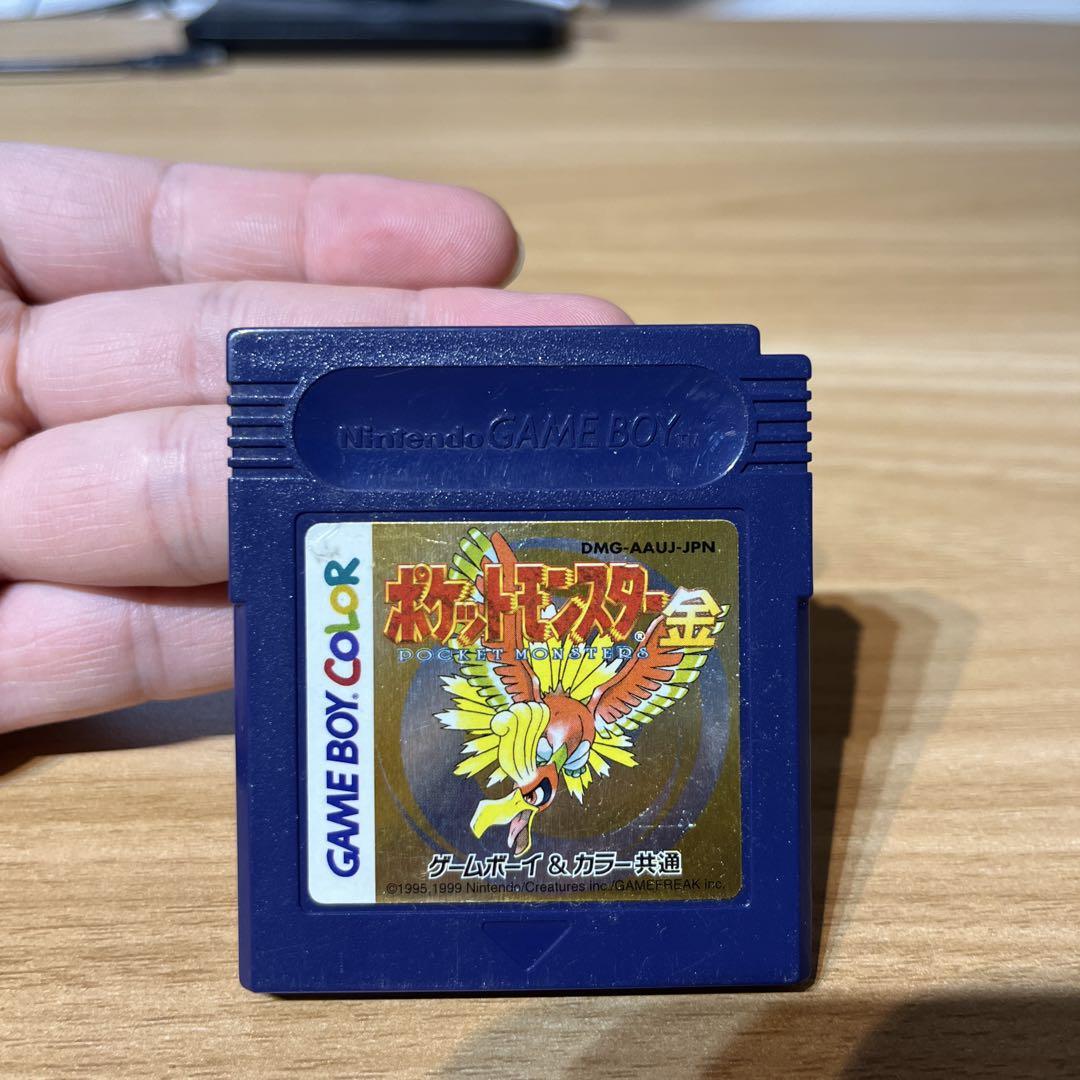 Nintendo GAME BOY TM
GAME BOY COLOR
DMG-AAUJ-JPN
ポケットモンスター 金
POCKET MONSTERS ®
ゲームボーイ & カラー共通
©1995,1999 Nintendo/Creatures inc./GAMEFREAK inc.